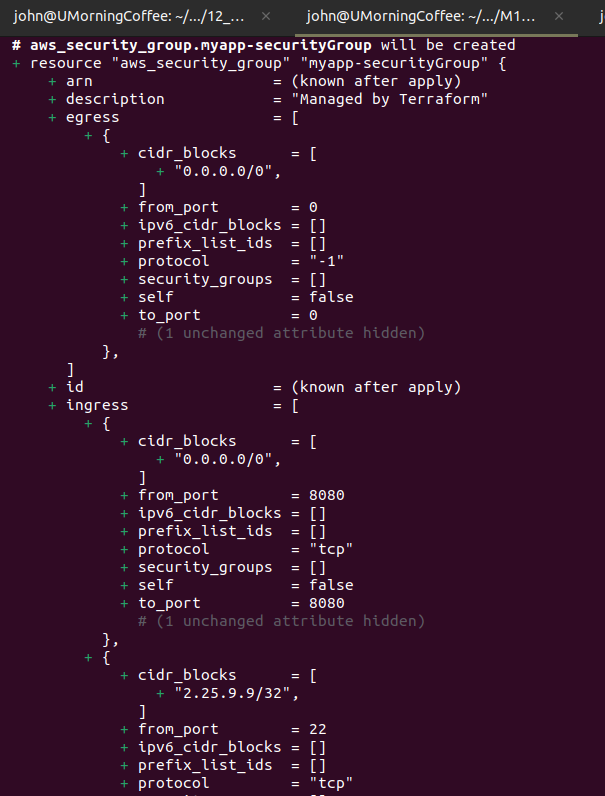 john@UMorningCoffee: ~/.../12_... × john@UMorningCoffee: ~/.../M1... ×
# aws_security_group.myapp-securityGroup will be created
+ resource "aws_security_group" "myapp-securityGroup" {
+ arn = (known after apply)
+ description = "Managed by Terraform"
+ egress = [
+ {
+ cidr_blocks = [
+ "0.0.0.0/0",
]
+ from_port = 0
+ ipv6_cidr_blocks = []
+ prefix_list_ids = []
+ protocol = "-1"
+ security_groups = []
+ self = false
+ to_port = 0
# (1 unchanged attribute hidden)
},
]
+ id = (known after apply)
+ ingress = [
+ {
+ cidr_blocks = [
+ "0.0.0.0/0",
]
+ from_port = 8080
+ ipv6_cidr_blocks = []
+ prefix_list_ids = []
+ protocol = "tcp"
+ security_groups = []
+ self = false
+ to_port = 8080
# (1 unchanged attribute hidden)
},
+ {
+ cidr_blocks = [
+ "2.25.9.9/32",
]
+ from_port = 22
+ ipv6_cidr_blocks = []
+ prefix_list_ids = []
+ protocol = "tcp"